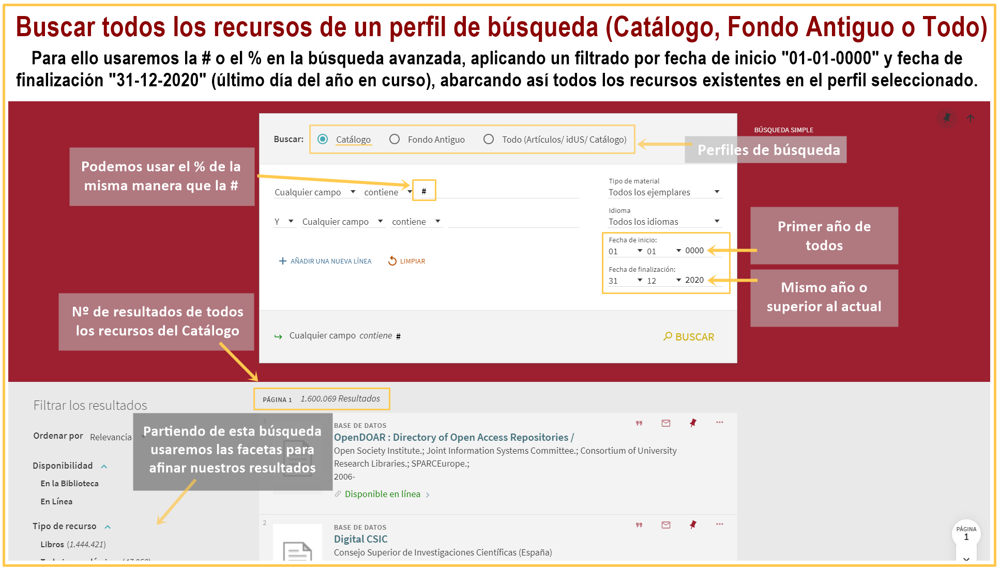 Buscar todos los recursos de un perfil de búsqueda (Catálogo, Fondo Antiguo o Todo)
Para ello usaremos la # o el % en la búsqueda avanzada, aplicando un filtrado por fecha de inicio "01-01-0000" y fecha de
finalización "31-12-2020" (último día del año en curso), abarcando así todos los recursos existentes en el perfil seleccionado.
BÚSQUEDA SIMPLE
Buscar: Catálogo Fondo Antiguo Todo (Artículos/ idUS/ Catálogo)
Perfiles de búsqueda
Podemos usar el % de la
misma manera que la #
Cualquier campo contiene #
Y Cualquier campo contiene
AÑADIR UNA NUEVA LÍNEA LIMPIAR
Tipo de material
Todos los ejemplares
Idioma
Todos los idiomas
Fecha de inicio:
01 01 0000
Fecha de finalización:
31 12 2020
Primer año de
todos
Mismo año o
superior al actual
Nº de resultados de todos
los recursos del Catálogo
Cualquier campo contiene #
BUSCAR
PÁGINA 1 1.600.069 Resultados
Filtrar los resultados
Ordenar por Relevancia
Partiendo de esta búsqueda
usaremos las facetas para
afinar nuestros resultados
Disponibilidad
En la Biblioteca
En Línea
Tipo de recurso
Libros (1.444.421)
1
BASE DE DATOS
OpenDOAR : Directory of Open Access Repositories /
Open Society Institute.; Joint Information Systems Committee.; Consortium of University
Research Libraries.; SPARCEurope.;
2006-
Disponible en línea
2
BASE DE DATOS
Digital CSIC
Consejo Superior de Investigaciones Científicas (España)
PÁGINA
1